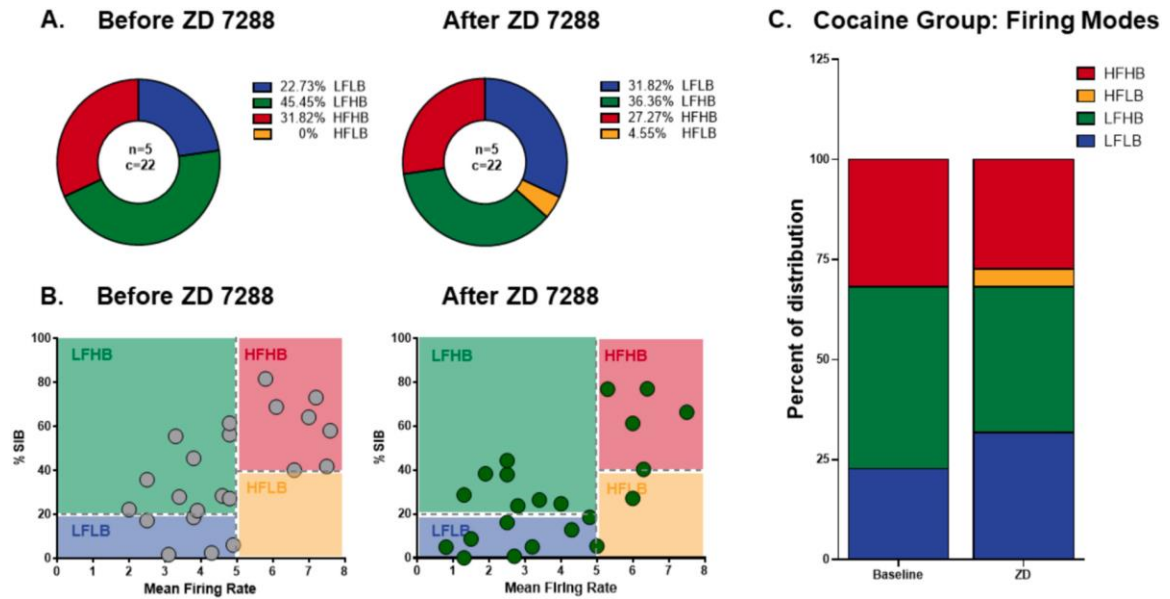 A. Before ZD 7288
After ZD 7288
22.73% LFLB
45.45% LFHB
31.82% HFHB
0% HFLB
n=5
c=22
31.82% LFLB
36.36% LFHB
27.27% HFHB
4.55% HFLB
n=5
c=22
B. Before ZD 7288
After ZD 7288
% SIB
100
80
60
40
20
0
LFHB
HFHB
HFLB
LFLB
0 1 2 3 4 5 6 7 8
Mean Firing Rate
% SIB
100
80
60
40
20
0
LFHB
HFHB
HFLB
LFLB
0 1 2 3 4 5 6 7 8
Mean Firing Rate
C. Cocaine Group: Firing Modes
HFHB
HFLB
LFHB
LFLB
Percent of distribution
125
100
75
50
25
0
Baseline ZD